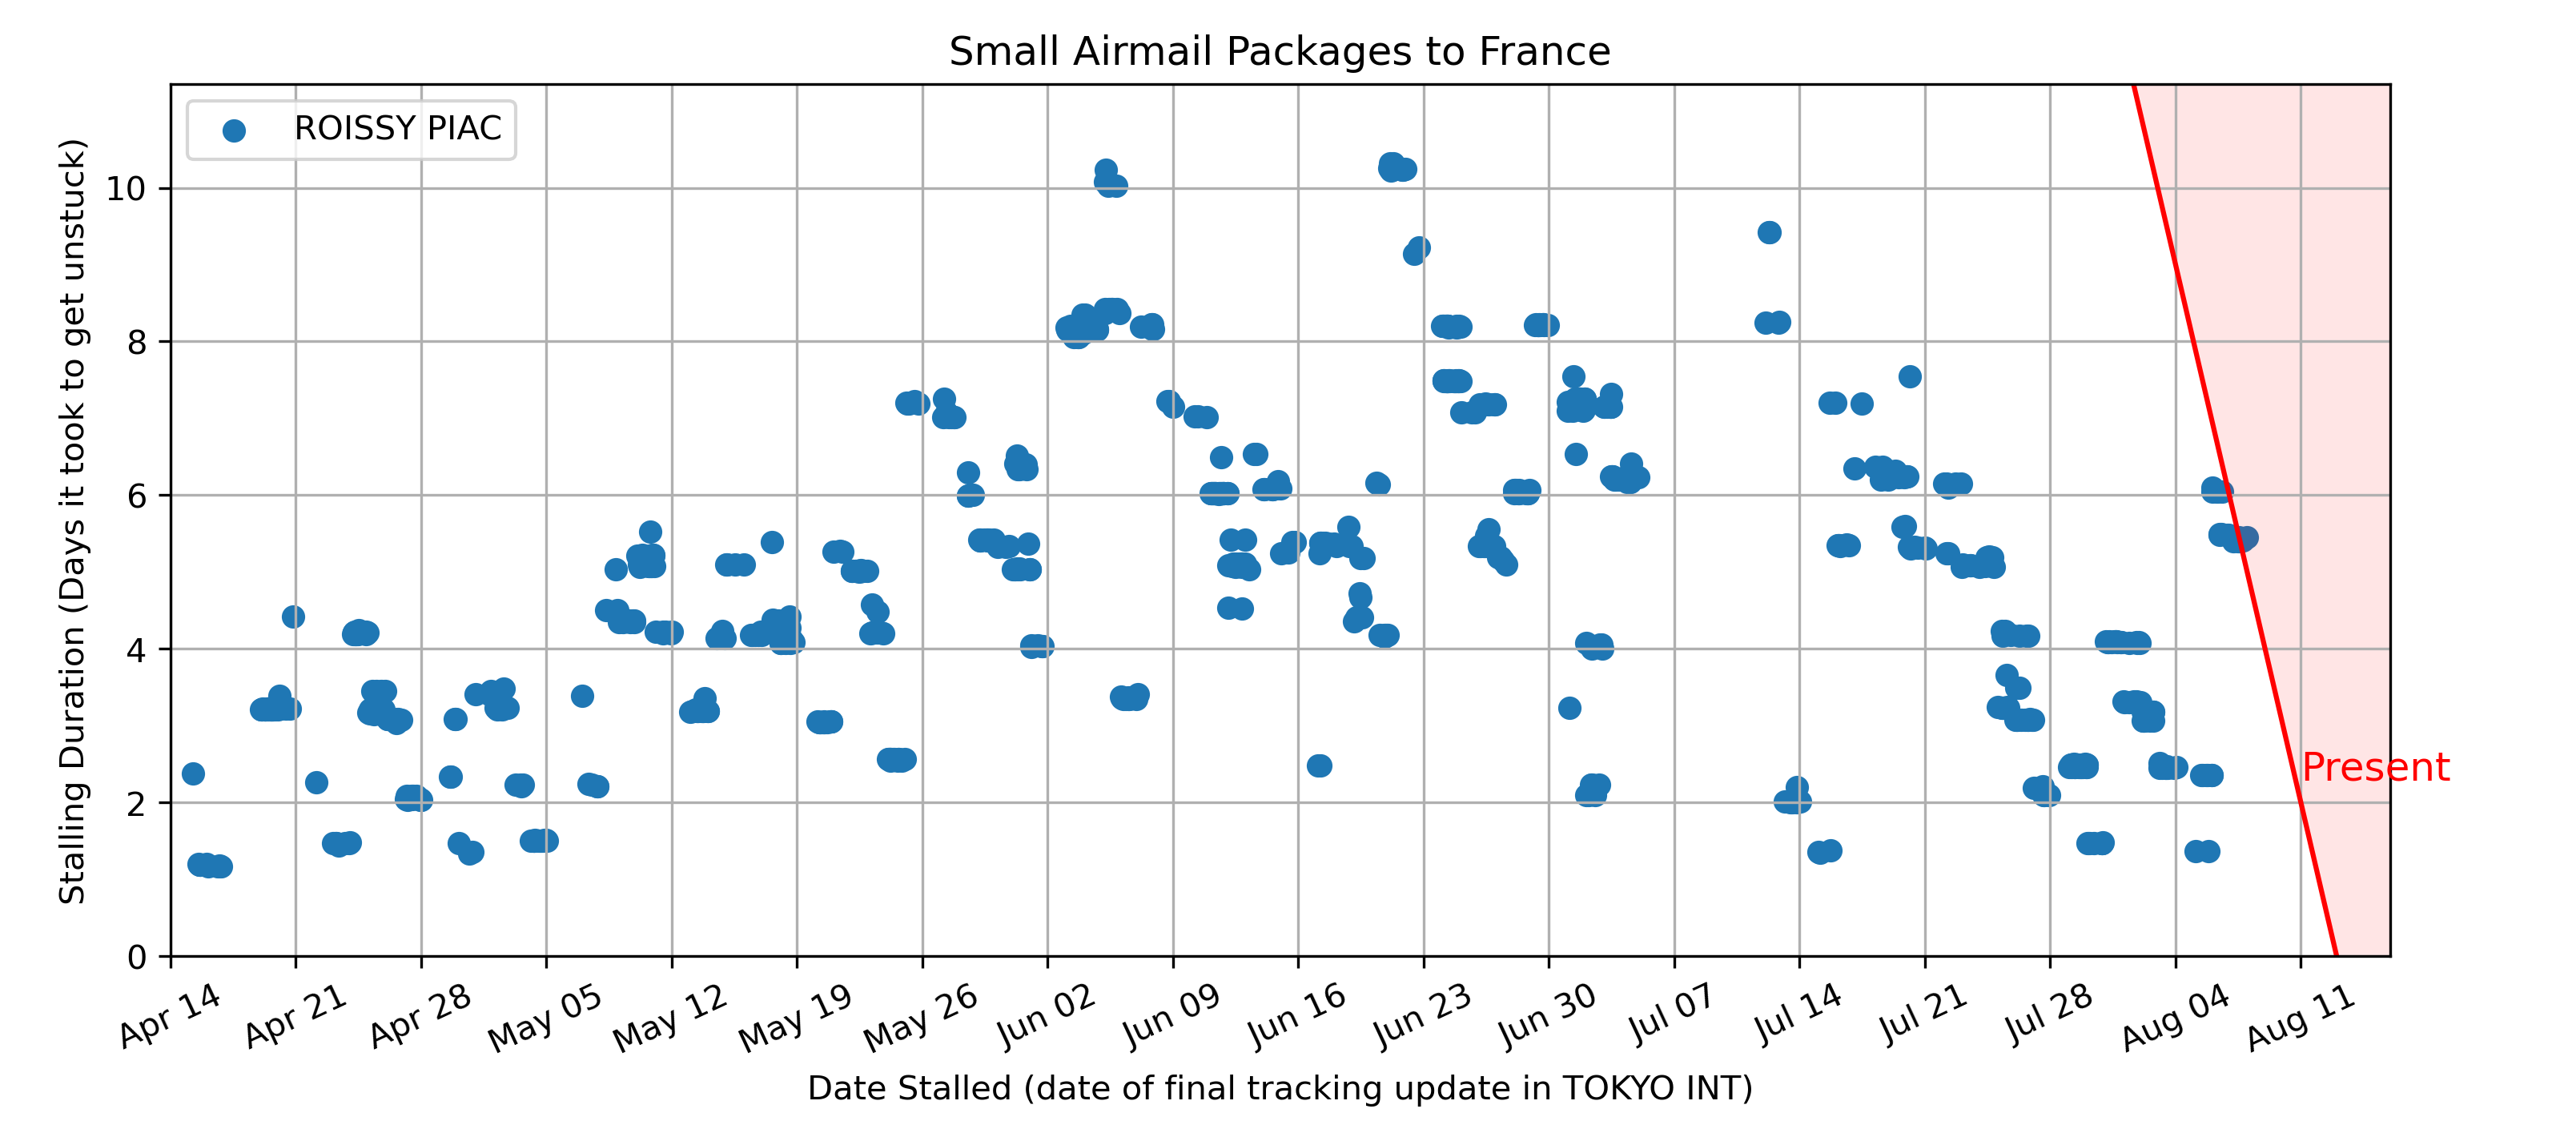 Small Airmail Packages to France
ROISSY PIAC
Stalling Duration (Days it took to get unstuck)
10
8
6
4
2
0
Present
Apr 14
Apr 21
Apr 28
May 05
May 12
May 19
May 26
Jun 02
Jun 09
Jun 16
Jun 23
Jun 30
Jul 07
Jul 14
Jul 21
Jul 28
Aug 04
Aug 11
Date Stalled (date of final tracking update in TOKYO INT)